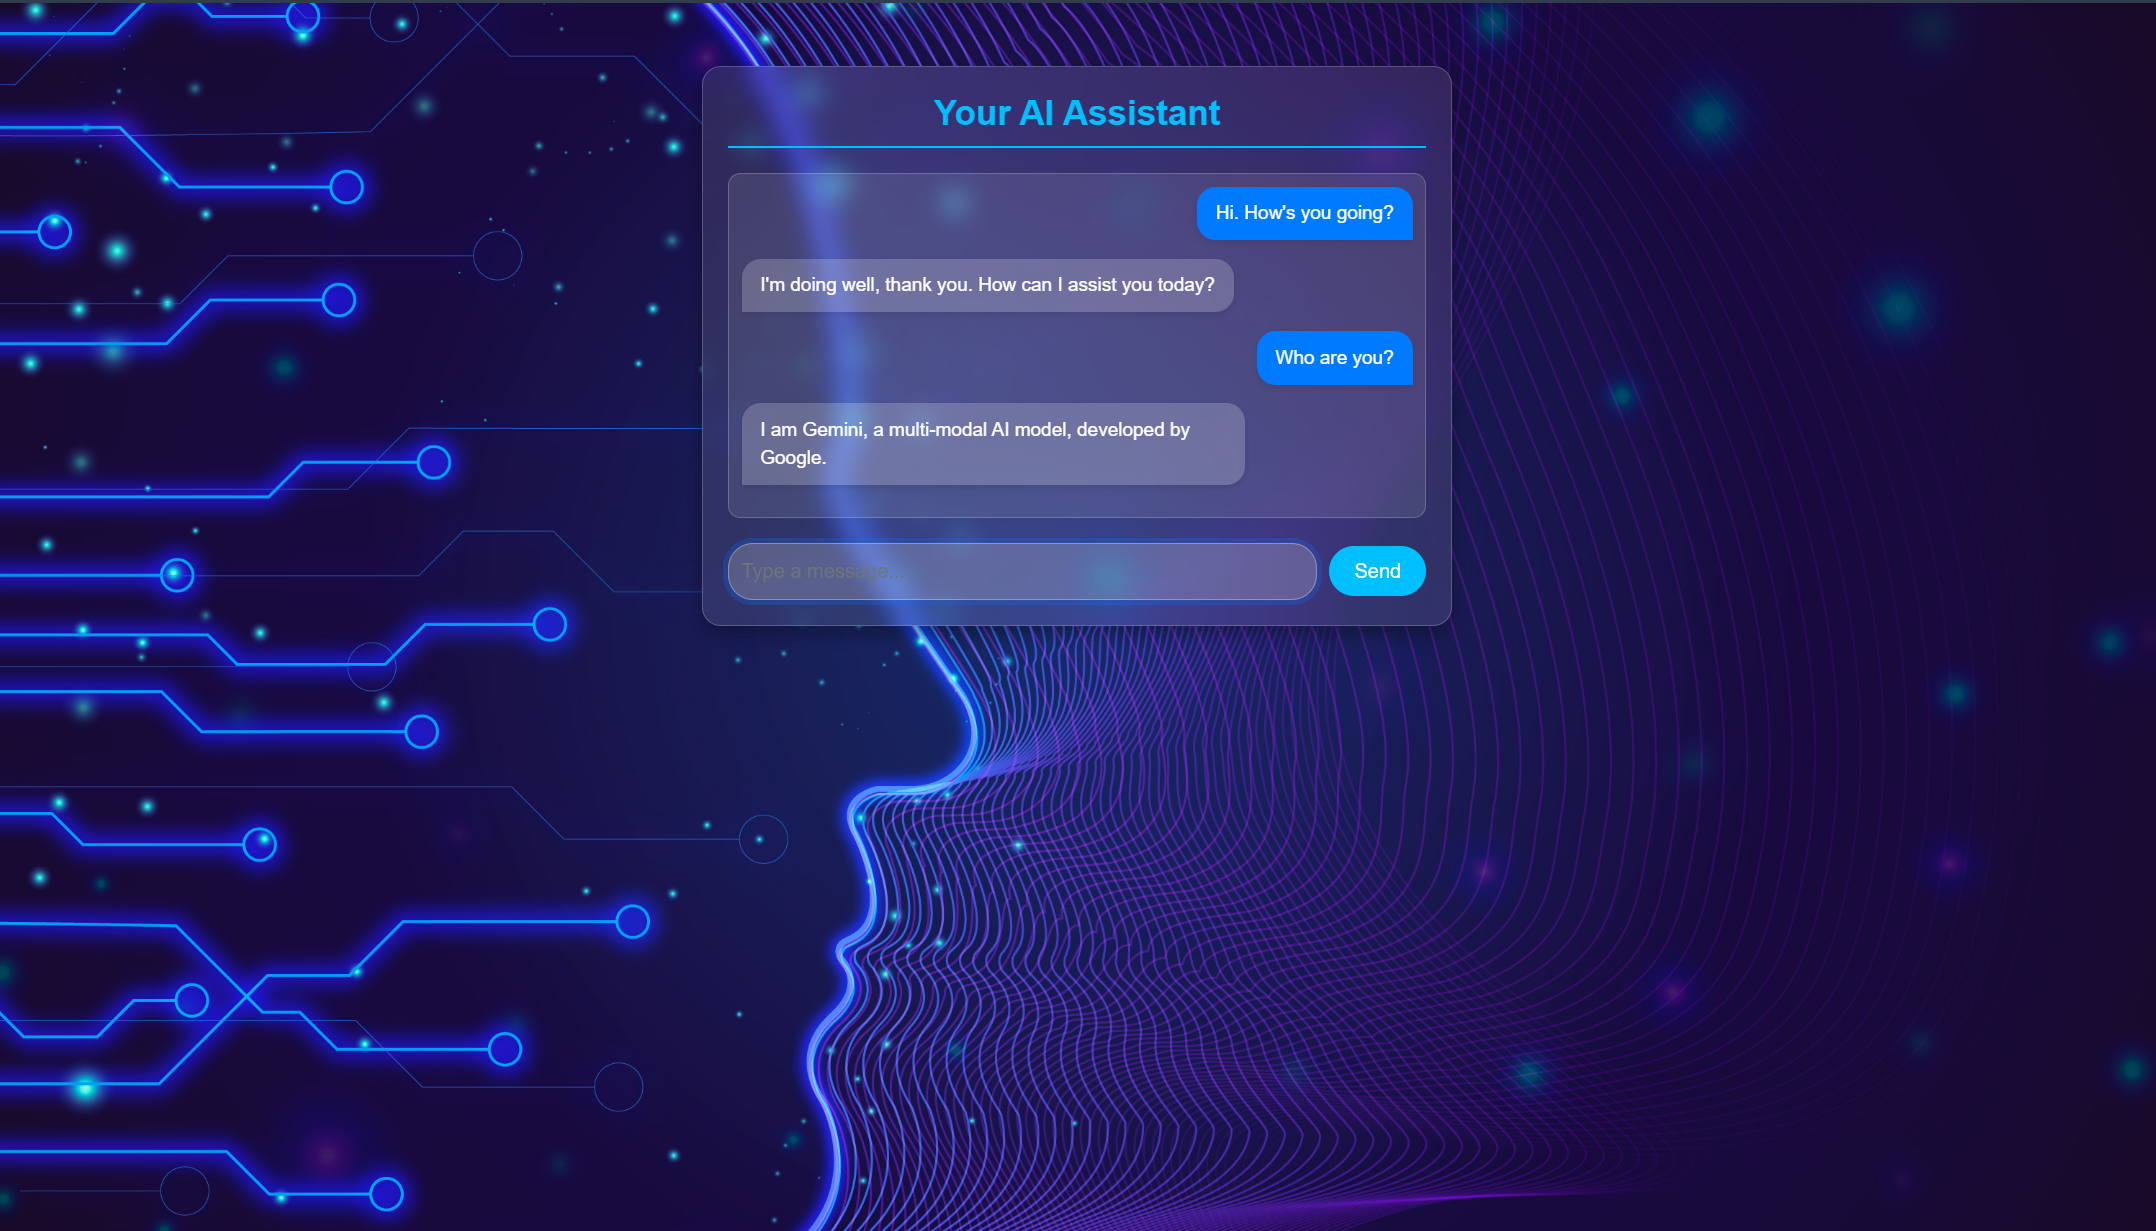 Your AI Assistant
Hi. How's you going?
I'm doing well, thank you. How can I assist you today?
Who are you?
I am Gemini, a multi-modal AI model, developed by
Google.
Type a message...
Send